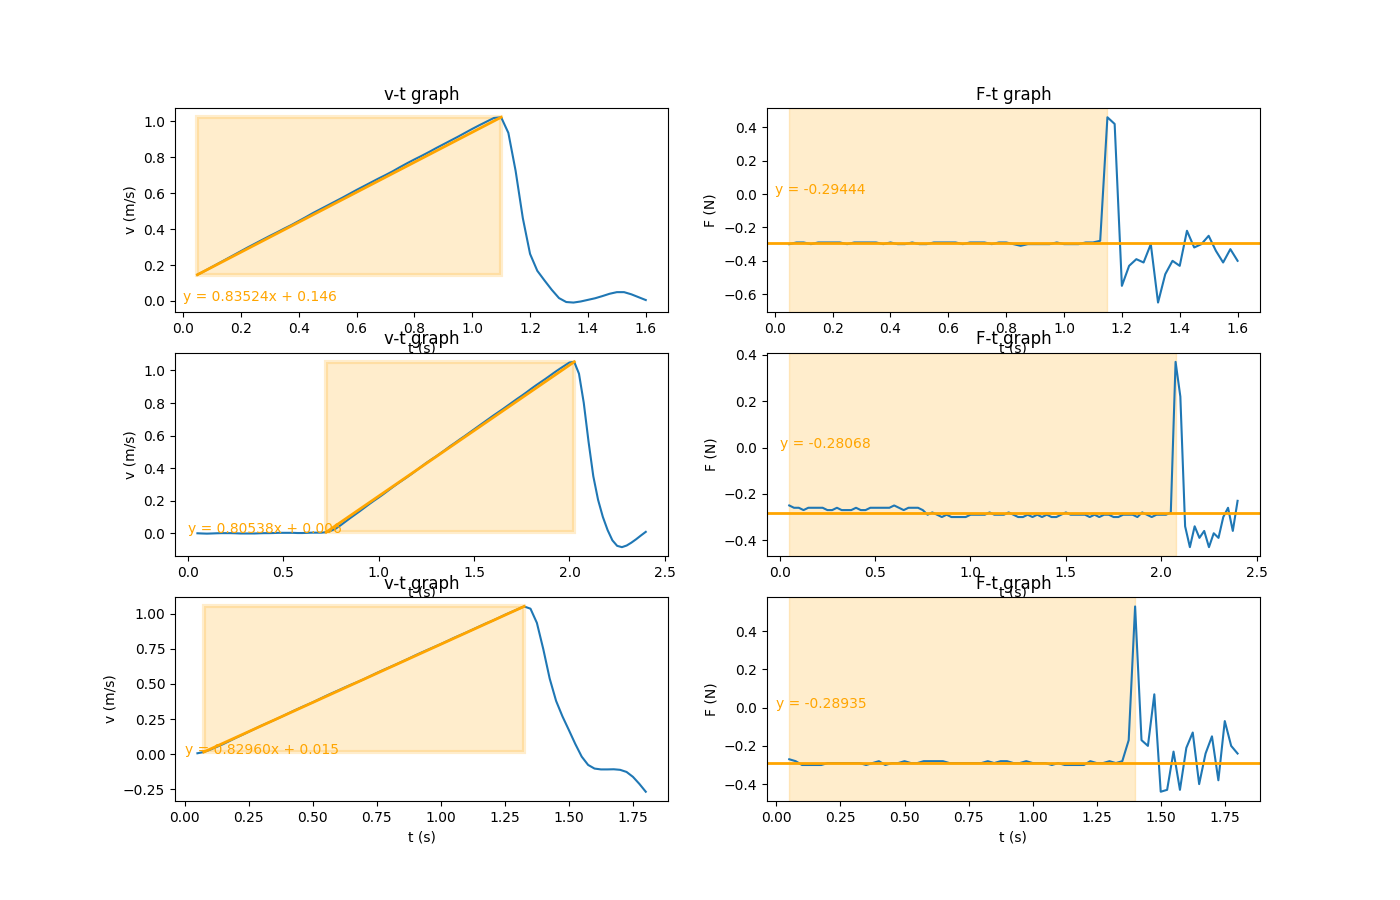 v-t graph
F-t graph
1.0
0.8
0.6
0.4
0.2
0.0
v (m/s)
y = 0.83524x + 0.146
0.0 0.2 0.4 0.6 0.8 1.0 1.2 1.4 1.6
t (s)
0.4
0.2
0.0
−0.2
−0.4
−0.6
F (N)
y = -0.29444
0.0 0.2 0.4 0.6 0.8 1.0 1.2 1.4 1.6
t (s)
v-t graph
F-t graph
1.0
0.8
0.6
0.4
0.2
0.0
v (m/s)
y = 0.80538x + 0.096
0.0 0.5 1.0 1.5 2.0 2.5
t (s)
0.4
0.2
0.0
−0.2
−0.4
F (N)
y = -0.28068
0.0 0.5 1.0 1.5 2.0 2.5
t (s)
v-t graph
F-t graph
1.00
0.75
0.50
0.25
0.00
−0.25
v (m/s)
y = 0.82960x + 0.015
0.00 0.25 0.50 0.75 1.00 1.25 1.50 1.75
t (s)
0.4
0.2
0.0
−0.2
−0.4
F (N)
y = -0.28935
0.00 0.25 0.50 0.75 1.00 1.25 1.50 1.75
t (s)